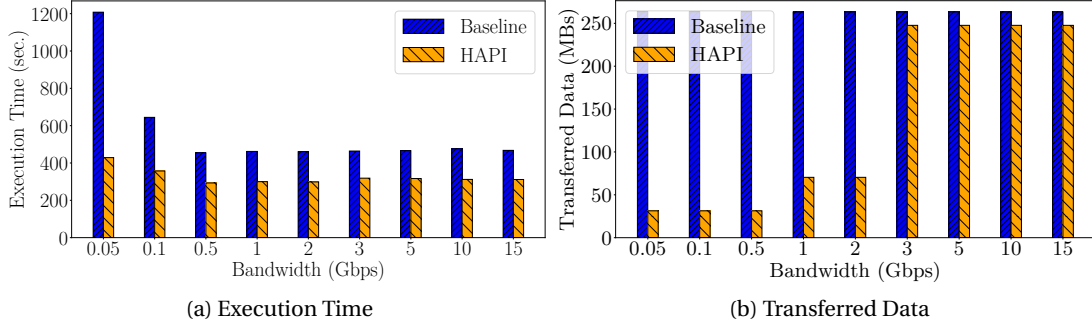 Execution Time (sec.)
1200
1000
800
600
400
200
0
Baseline
HAPI
0.05 0.1 0.5 1 2 3 5 10 15
Bandwidth (Gbps)
(a) Execution Time
Transferred Data (MBs)
250
200
150
100
50
0
Baseline
HAPI
0.05 0.1 0.5 1 2 3 5 10 15
Bandwidth (Gbps)
(b) Transferred Data